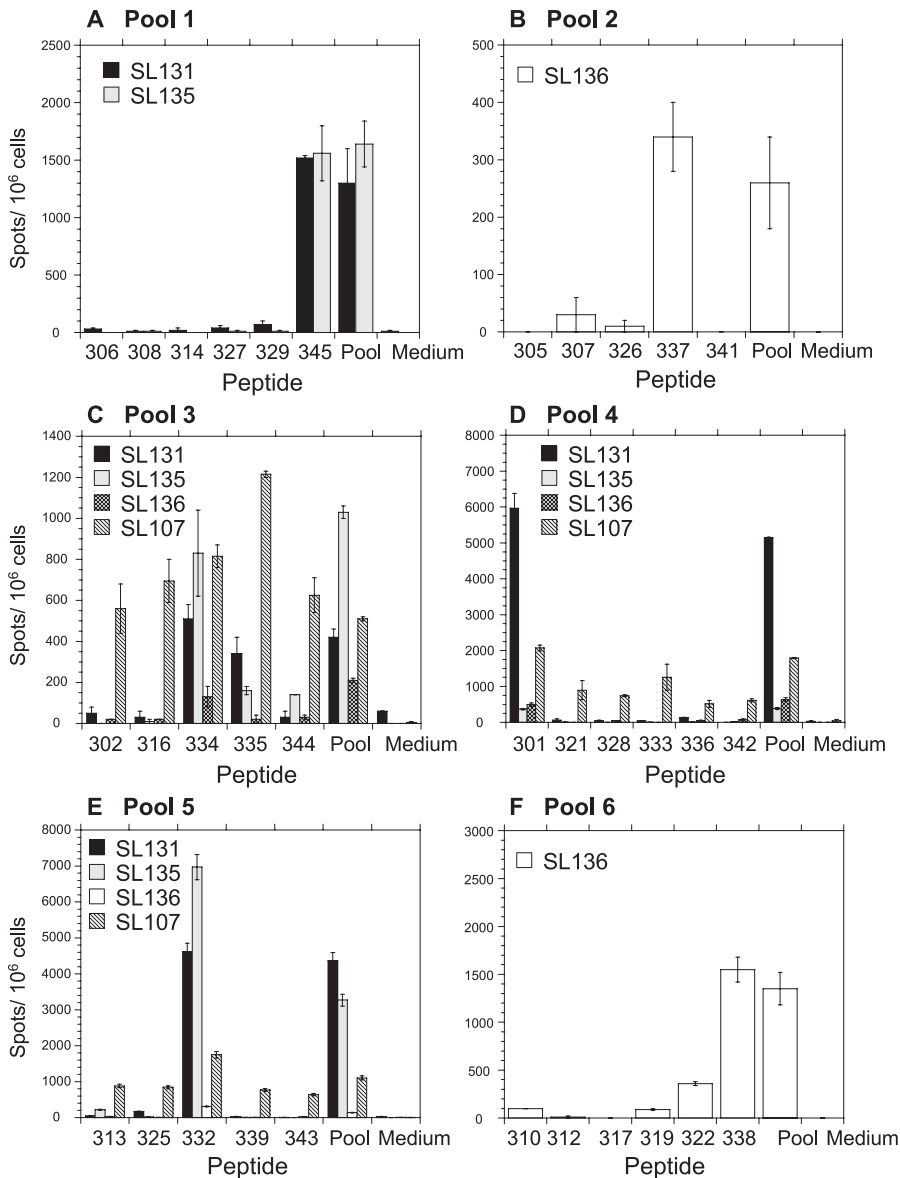 A Pool 1
2500
2000
1500
1000
500
0
Spots/ 10⁶ cells
SL131
SL135
306 308 314 327 329 345 Pool Medium
Peptide
B Pool 2
500
400
300
200
100
0
SL136
305 307 326 337 341 Pool Medium
Peptide
C Pool 3
1400
1200
1000
800
600
400
200
0
Spots/ 10⁶ cells
SL131
SL135
SL136
SL107
302 316 334 335 344 Pool Medium
Peptide
D Pool 4
8000
7000
6000
5000
4000
3000
2000
1000
0
SL131
SL135
SL136
SL107
301 321 328 333 336 342 Pool Medium
Peptide
E Pool 5
8000
7000
6000
5000
4000
3000
2000
1000
0
Spots/ 10⁶ cells
SL131
SL135
SL136
SL107
313 325 332 339 343 Pool Medium
Peptide
F Pool 6
3000
2500
2000
1500
1000
500
0
SL136
310 312 317 319 322 338 Pool Medium
Peptide